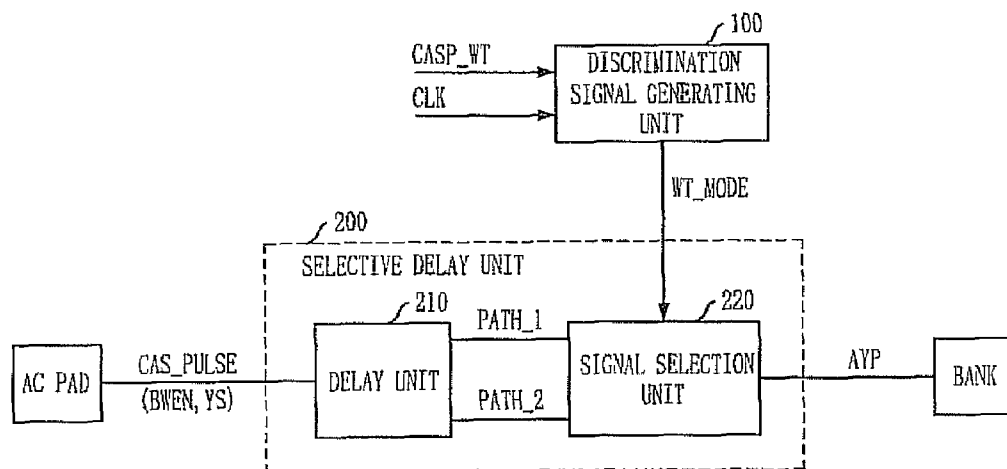 100
CASP_WT
CLK
DISCRIMINATION
SIGNAL GENERATING
UNIT
WT_MODE
200
SELECTIVE DELAY UNIT
210
220
AC PAD
CAS_PULSE
(BWEN, YS)
DELAY UNIT
PATH_1
PATH_2
SIGNAL SELECTION
UNIT
AYP
BANK